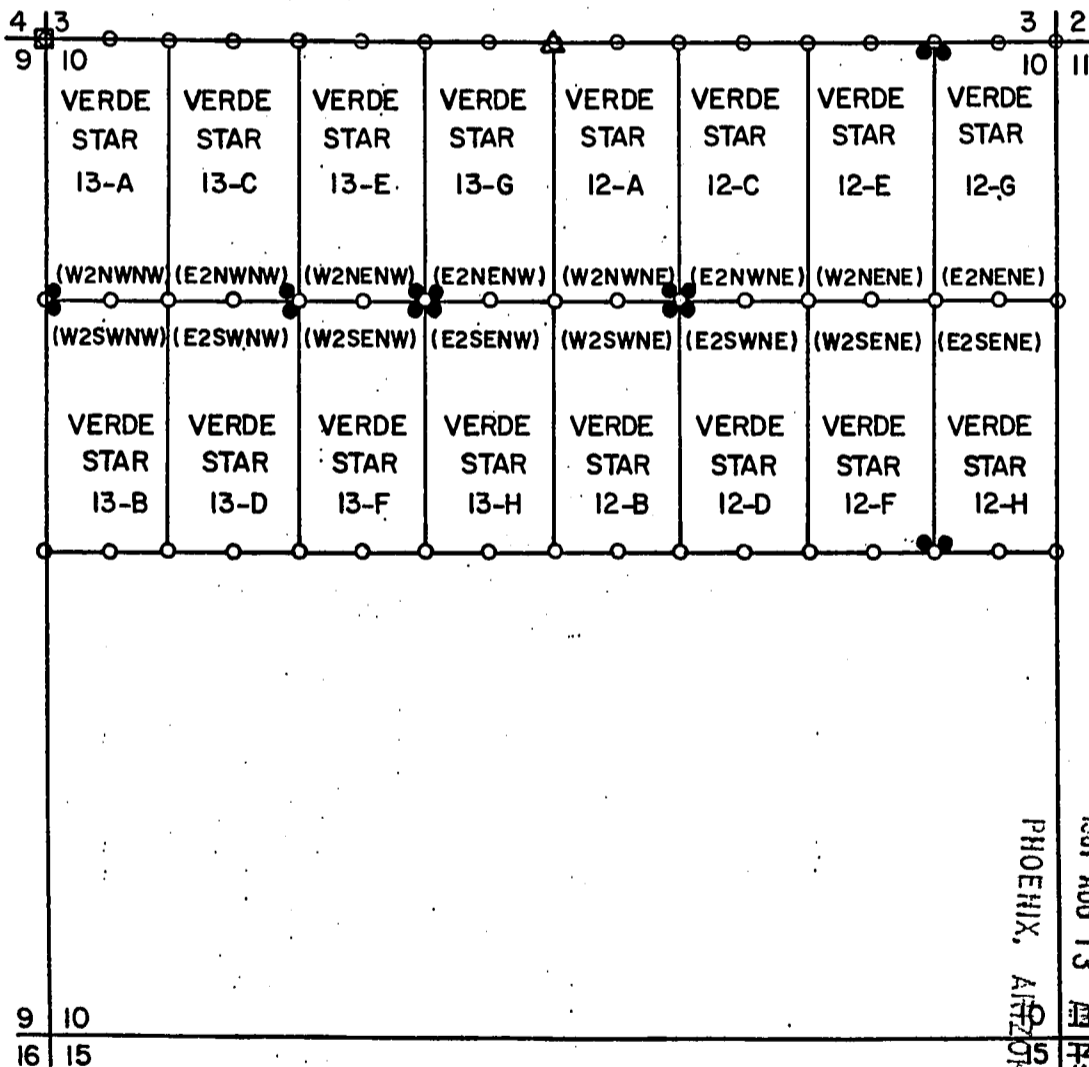 4 3 3 2
9 10 10 11
VERDE VERDE VERDE VERDE VERDE VERDE VERDE VERDE
STAR STAR STAR STAR STAR STAR STAR STAR
13-A 13-C 13-E 13-G 12-A 12-C 12-E 12-G
(W2NWNW) (E2NWNW) (W2NENW) (E2NENW) (W2NWNE) (E2NWNE) (W2NENE) (E2NENE)
(W2SWNW) (E2SWNW) (W2SENW) (E2SENW) (W2SWNE) (E2SWNE) (W2SENE) (E2SENE)
VERDE VERDE VERDE VERDE VERDE VERDE VERDE VERDE
STAR STAR STAR STAR STAR STAR STAR STAR
13-B 13-D 13-F 13-H 12-B 12-D 12-F 12-H
9 10
16 15 15
13
PHOENIX,